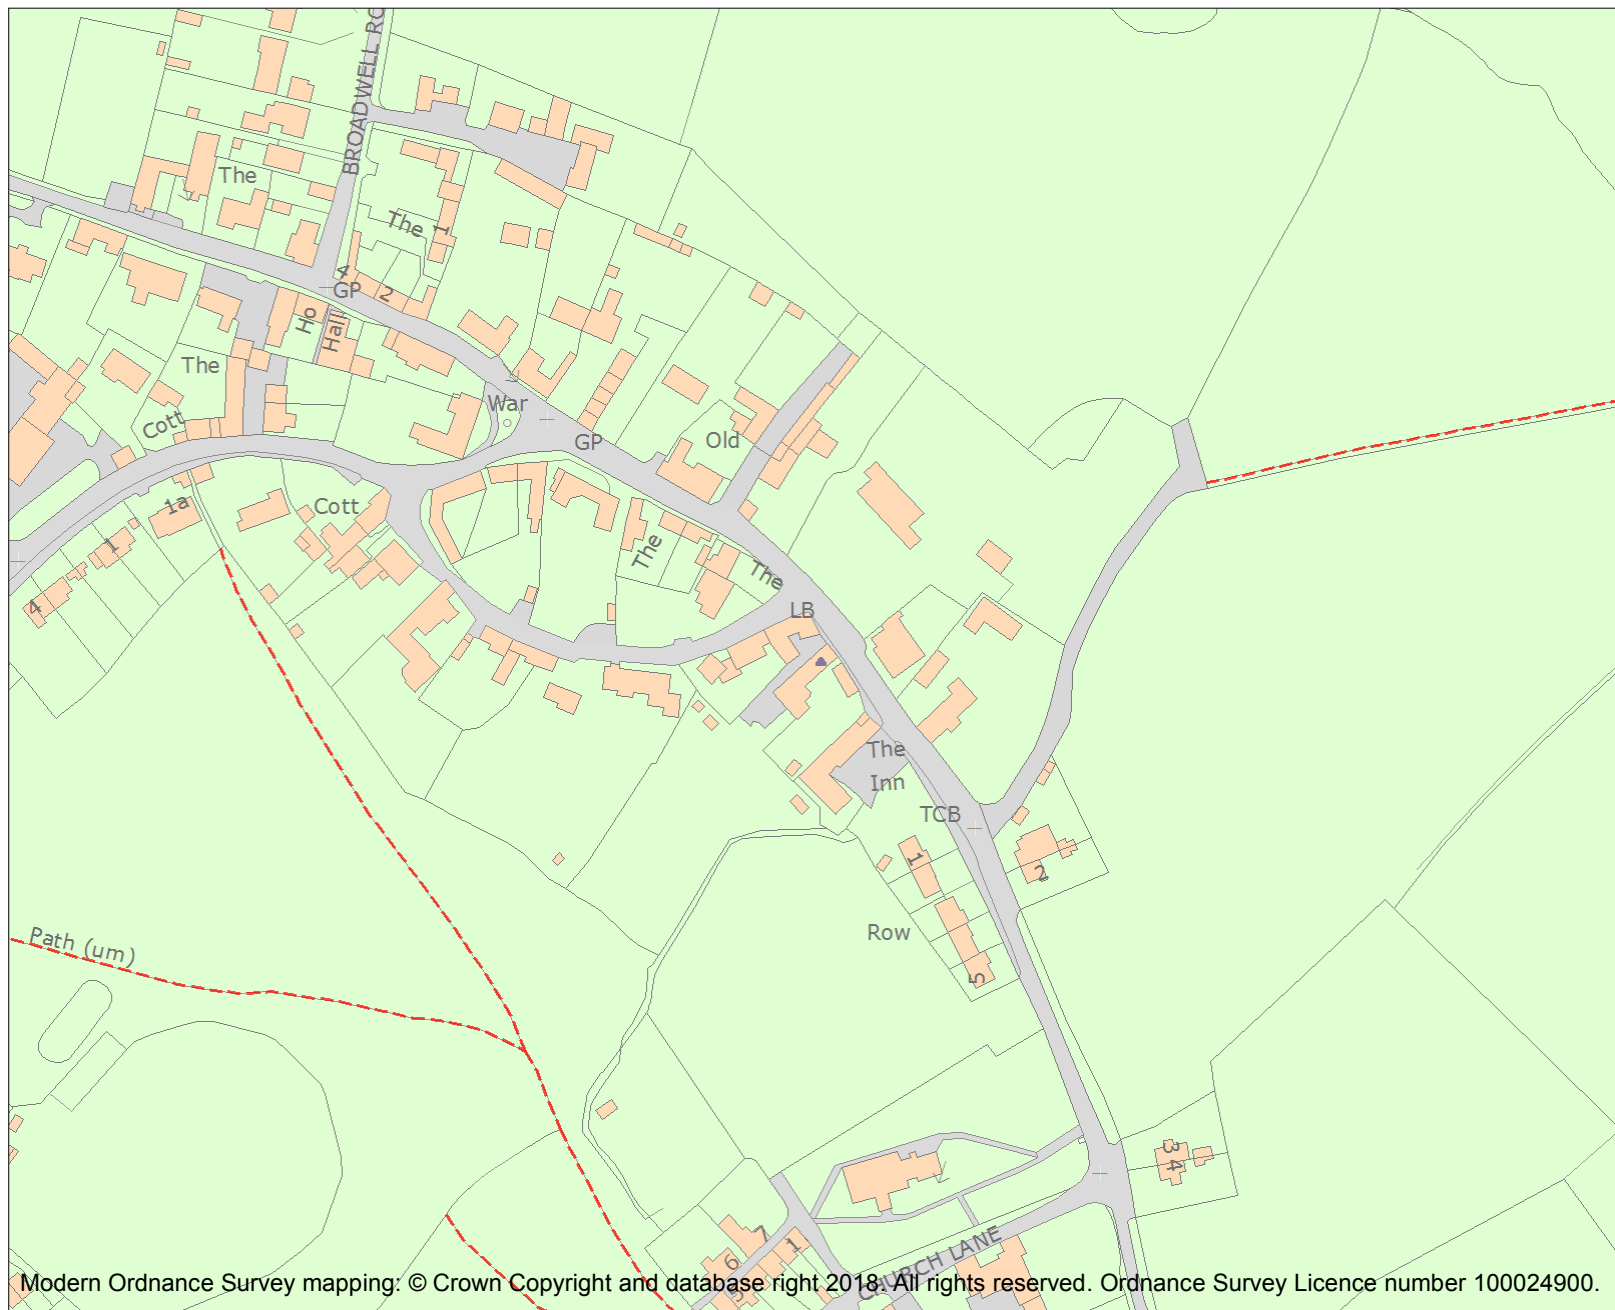 BROADWELL RO
The
The
1
4
GP
2
Ho
Hall
The
Cott
War
GP
Old
1a
Cott
1
4
The
The
LB
The
Inn
TCB
1
2
Row
5
Path (um)
3
4
7
1
6
5
CHURCH LANE
Modern Ordnance Survey mapping: © Crown Copyright and database right 2018. All rights reserved. Ordnance Survey Licence number 100024900.